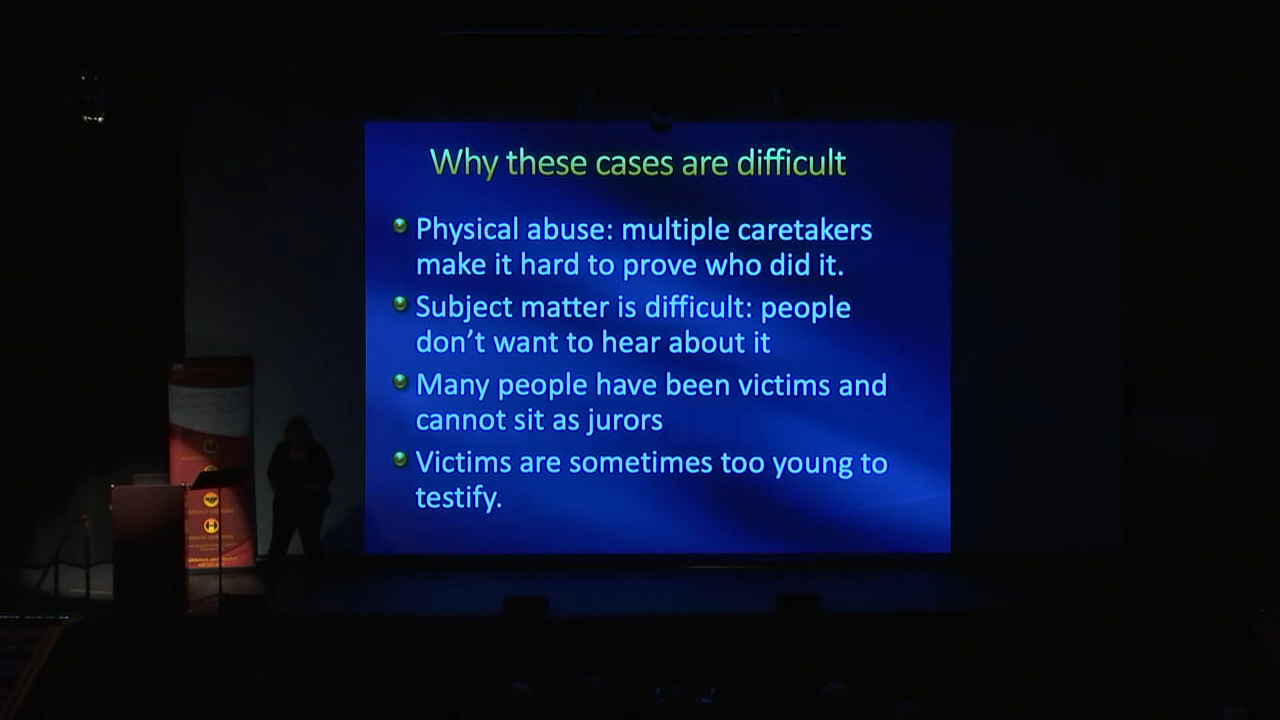 Why these cases are difficult
Physical abuse: multiple caretakers
make it hard to prove who did it.
Subject matter is difficult: people
don't want to hear about it
Many people have been victims and
cannot sit as jurors
Victims are sometimes too young to
testify.